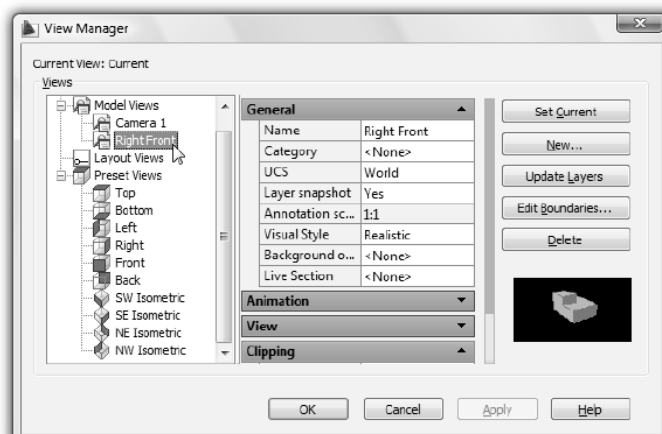 View Manager
Current View: Current
Views
Model Views
Camera 1
Right Front
Layout Views
Preset Views
Top
Bottom
Left
Right
Front
Back
SW Isometric
SE Isometric
NE Isometric
NW Isometric
General
Name Right Front
Category <None>
UCS World
Layer snapshot Yes
Annotation sc... 1:1
Visual Style Realistic
Background o... <None>
Live Section <None>
Animation
View
Clipping
Set Current
New...
Update Layers
Edit Boundaries...
Delete
OK
Cancel
Apply
Help